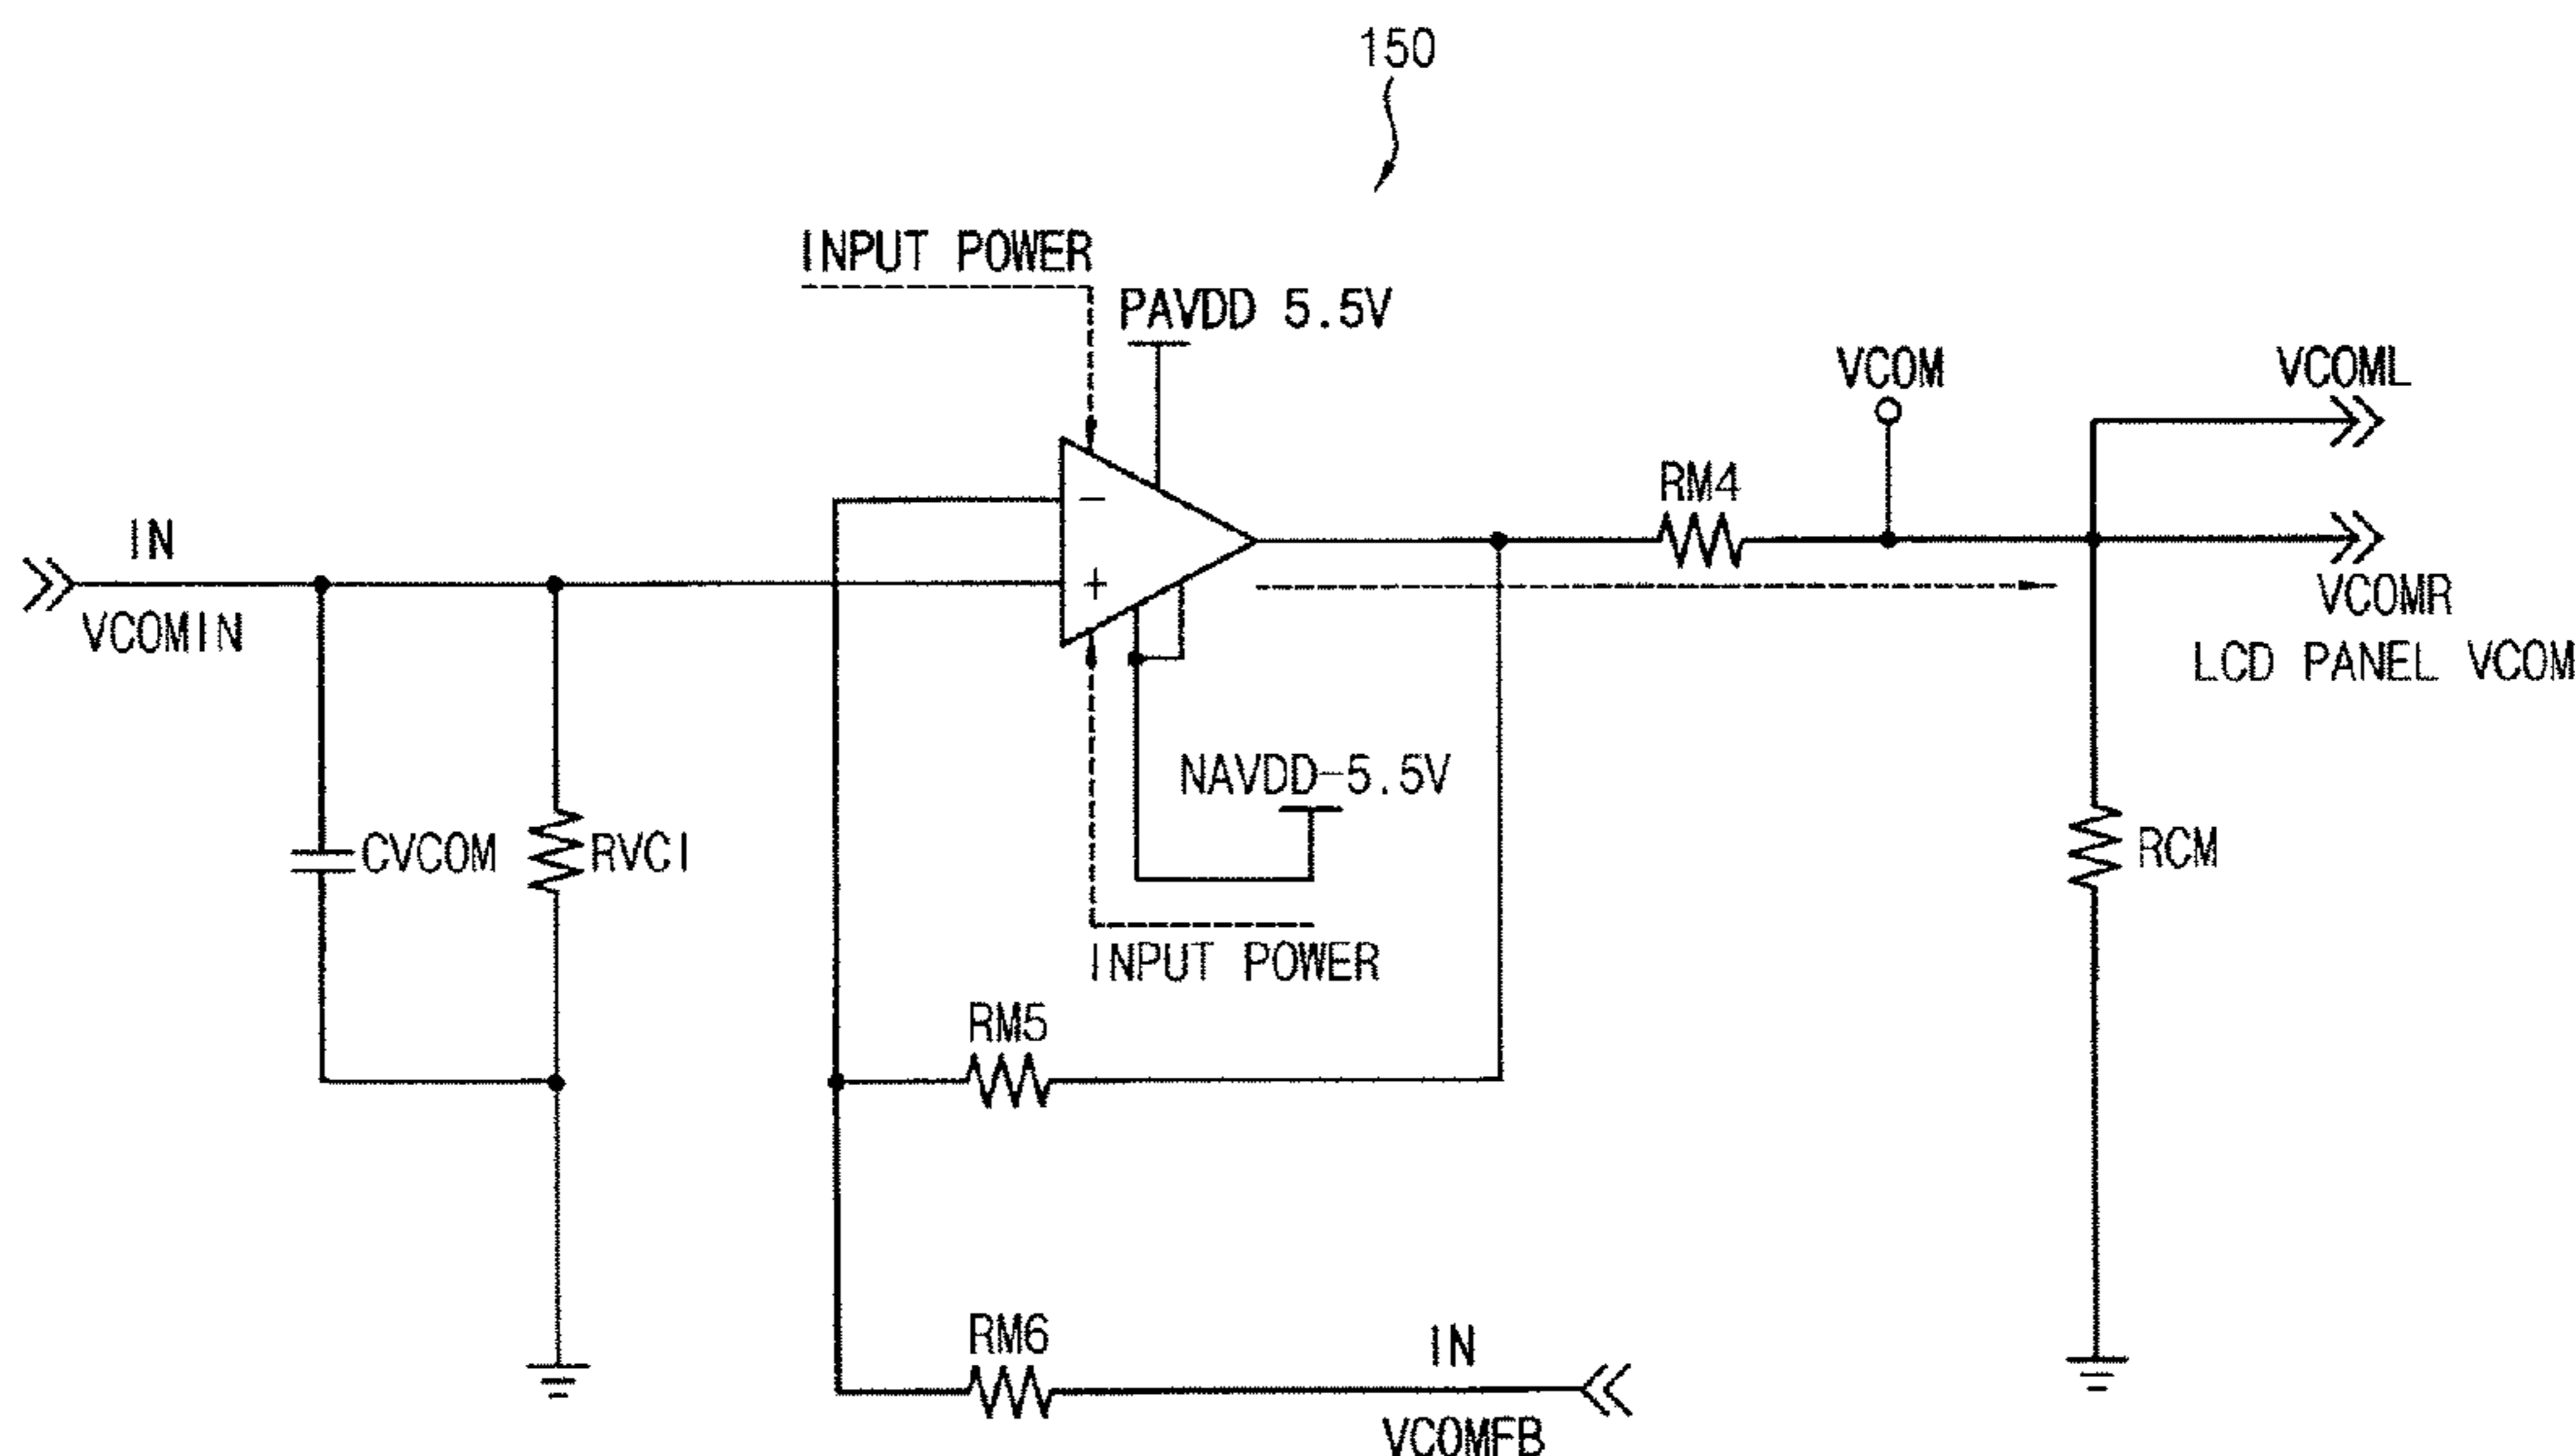 150
INPUT POWER
PAVDD 5.5V
VCOM
VCOML
RM4
IN
VCOMIN
−
+
VCOMR
LCD PANEL VCOM
NAVDD-5.5V
CVCOM
RVCI
RCM
INPUT POWER
RM5
RM6
IN
VCOMFB